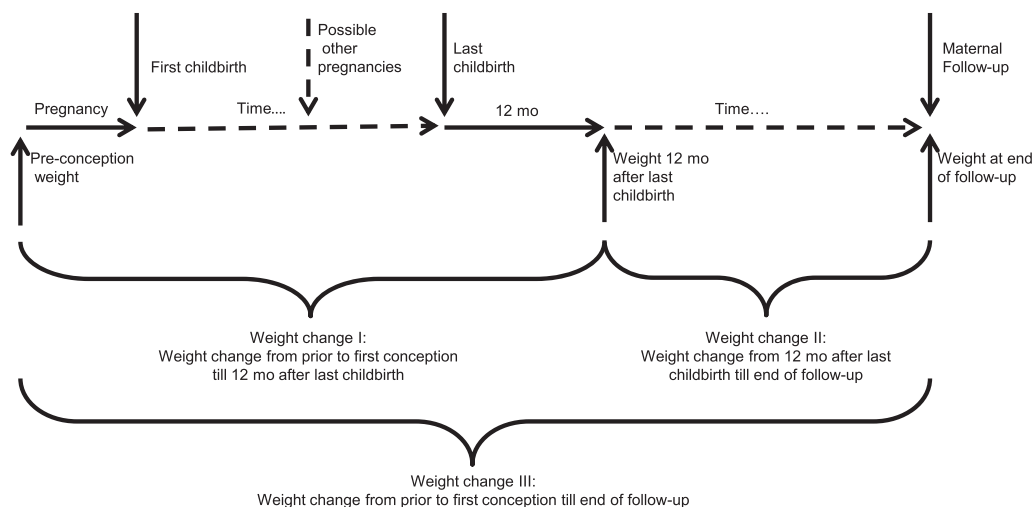 Possible
other
pregnancies
First childbirth
Last
childbirth
Maternal
Follow-up
Pregnancy
Time....
12 mo
Time....
Pre-conception
weight
Weight 12 mo
after last
childbirth
Weight at end
of follow-up
Weight change I:
Weight change from prior to first conception
till 12 mo after last childbirth
Weight change II:
Weight change from 12 mo after last
childbirth till end of follow-up
Weight change III:
Weight change from prior to first conception till end of follow-up